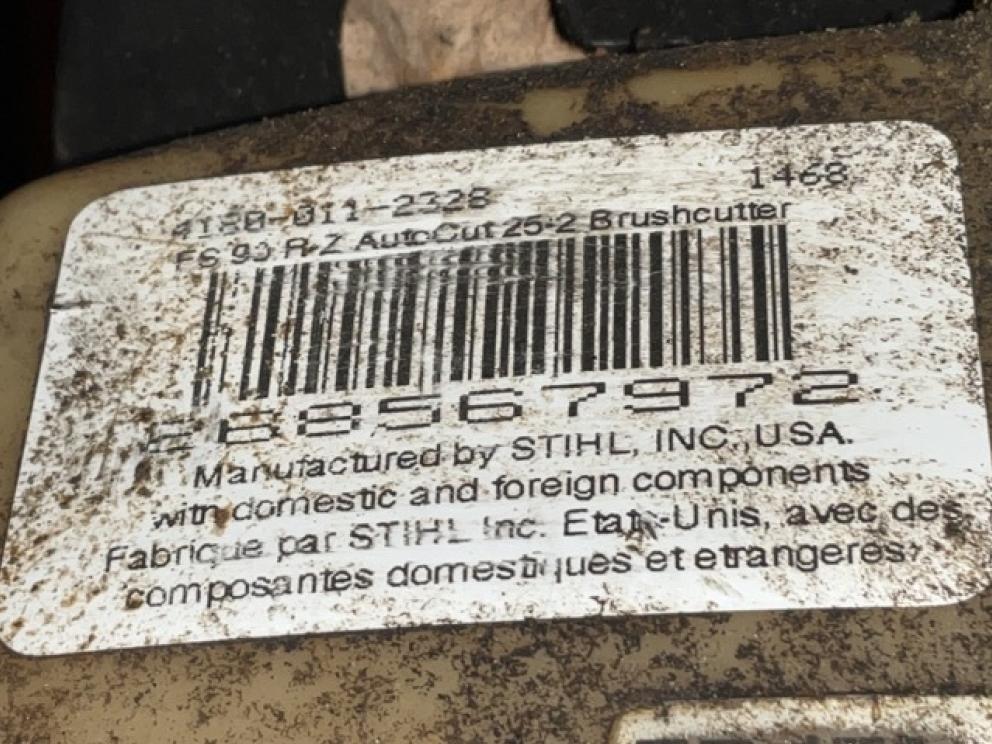 4180-011-2328
1468
FS 90 R-Z AutoCut 25-2 Brushcutter
Manufactured by STIHL, INC., USA.
with domestic and foreign components
Fabrique par STIHL Inc. Etats-Unis, avec des
composantes domestiques et etrangeres